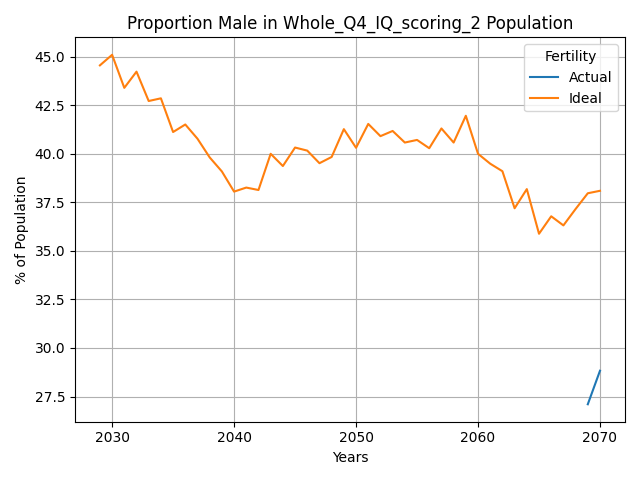 Proportion Male in Whole_Q4_IQ_scoring_2 Population
Fertility
Actual
Ideal
% of Population
45.0
42.5
40.0
37.5
35.0
32.5
30.0
27.5
2030 2040 2050 2060 2070
Years